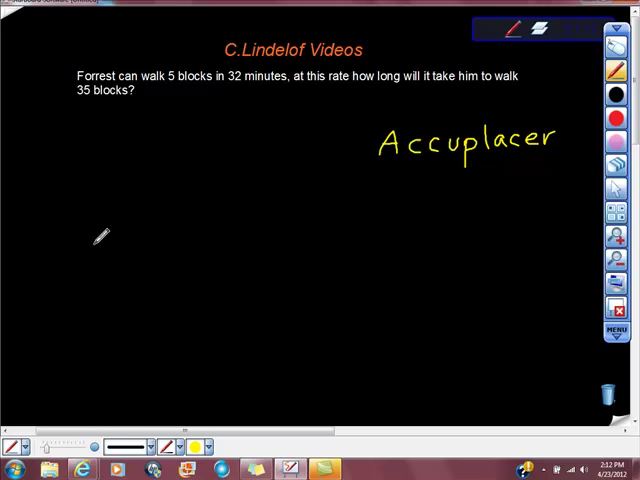 C.Lindelof Videos
Forrest can walk 5 blocks in 32 minutes, at this rate how long will it take him to walk
35 blocks?
Accuplacer
MENU
2:12 PM
4/23/2012